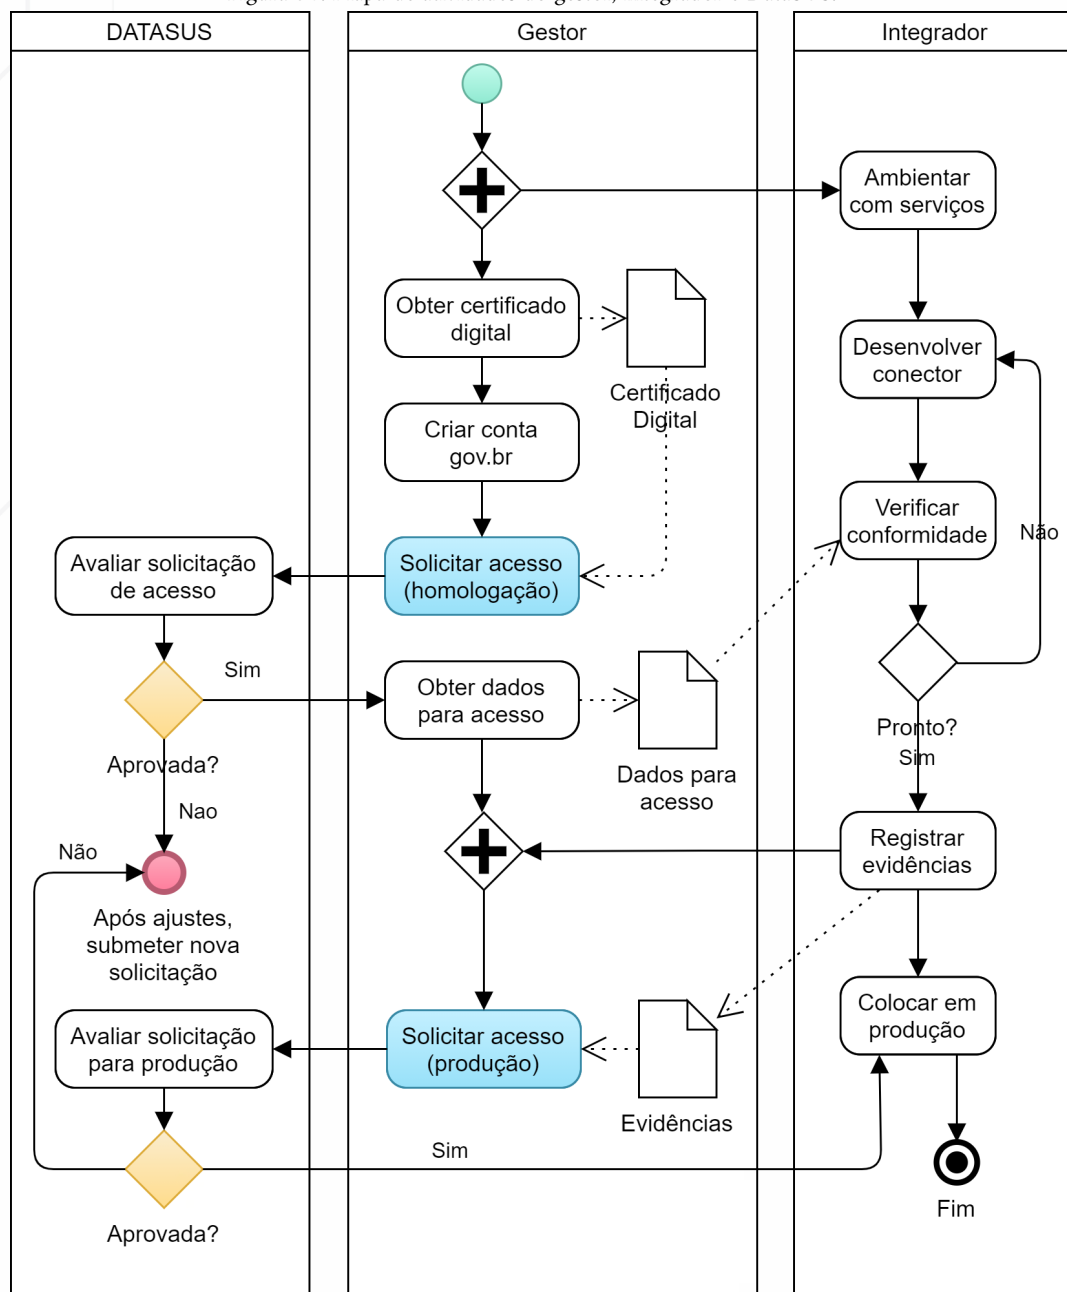 DATASUS
Gestor
Integrador
Ambientar
com serviços
Obter certificado
digital
Certificado
Digital
Desenvolver
conector
Criar conta
gov.br
Verificar
conformidade
Não
Solicitar acesso
(homologação)
Avaliar solicitação
de acesso
Sim
Aprovada?
Nao
Obter dados
para acesso
Dados para
acesso
Pronto?
Sim
Registrar
evidências
Não
Após ajustes,
submeter nova
solicitação
Colocar em
produção
Avaliar solicitação
para produção
Solicitar acesso
(produção)
Evidências
Sim
Aprovada?
Fim